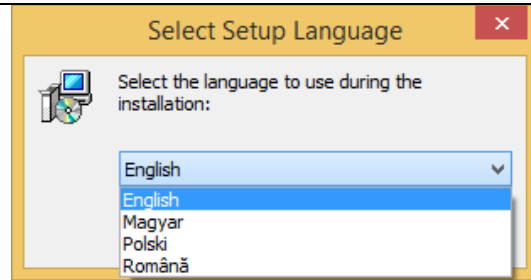 Select Setup Language
Select the language to use during the
installation:
English
English
Magyar
Polski
Română